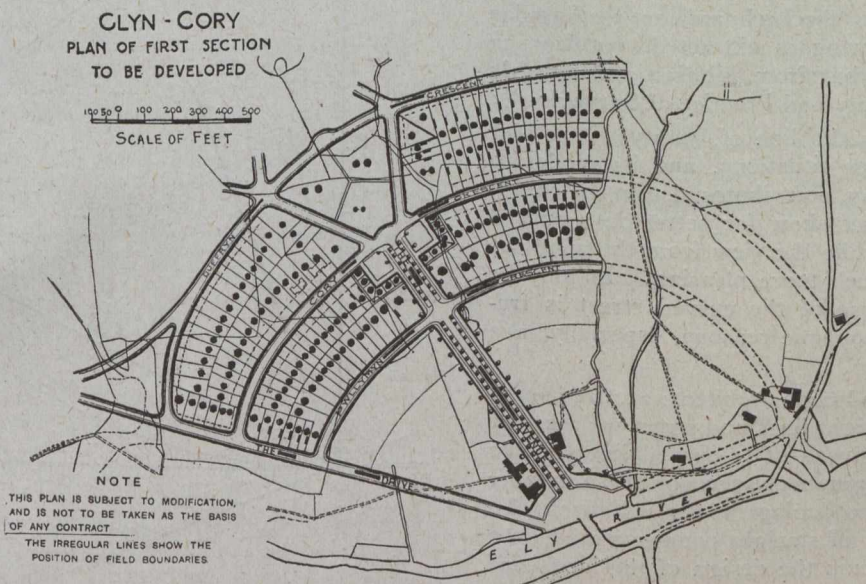 GLYN - CORY
PLAN OF FIRST SECTION
TO BE DEVELOPED
100 50 0 100 200 300 400 500
SCALE OF FEET
CRESCENT
CRESCENT
CORY
CRESCENT
PWLLMYN
THE
DRIVE
ELY RIVER
NOTE
THIS PLAN IS SUBJECT TO MODIFICATION,
AND IS NOT TO BE TAKEN AS THE BASIS
OF ANY CONTRACT
THE IRREGULAR LINES SHOW THE
POSITION OF FIELD BOUNDARIES